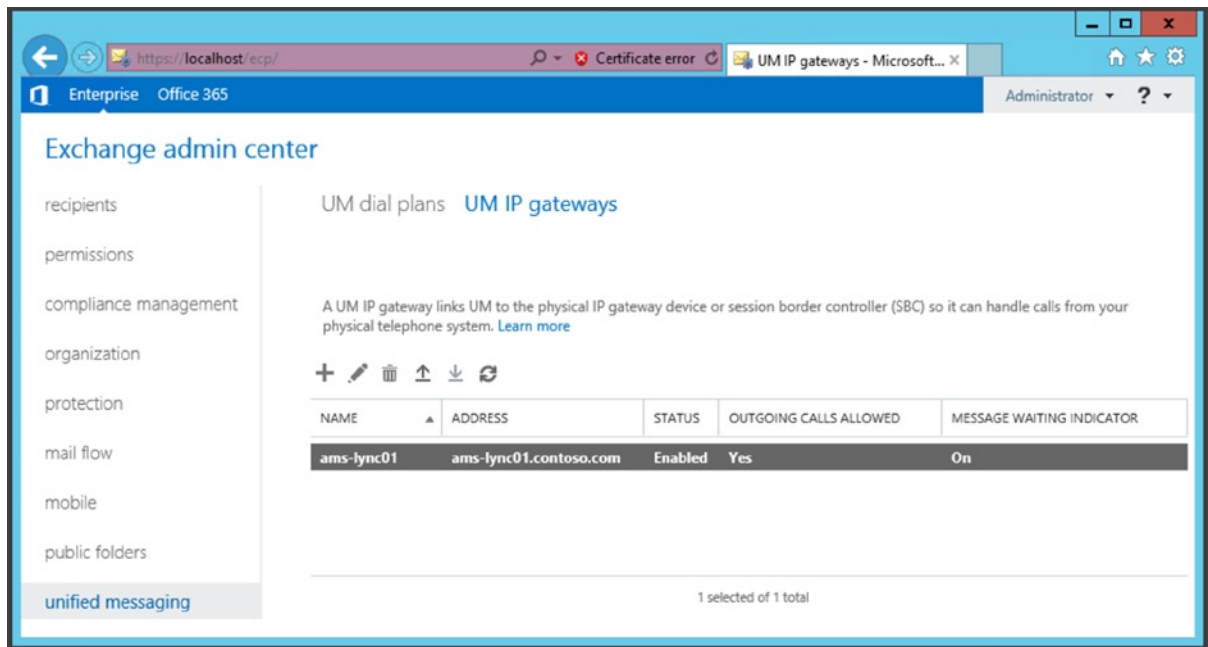 https://localhost/ecp/ Certificate error UM IP gateways - Microsoft...
Enterprise Office 365 Administrator ?
Exchange admin center
recipients
permissions
compliance management
organization
protection
mail flow
mobile
public folders
unified messaging
UM dial plans UM IP gateways
A UM IP gateway links UM to the physical IP gateway device or session border controller (SBC) so it can handle calls from your
physical telephone system. Learn more
NAME ADDRESS STATUS OUTGOING CALLS ALLOWED MESSAGE WAITING INDICATOR
ams-lync01 ams-lync01.contoso.com Enabled Yes On
1 selected of 1 total